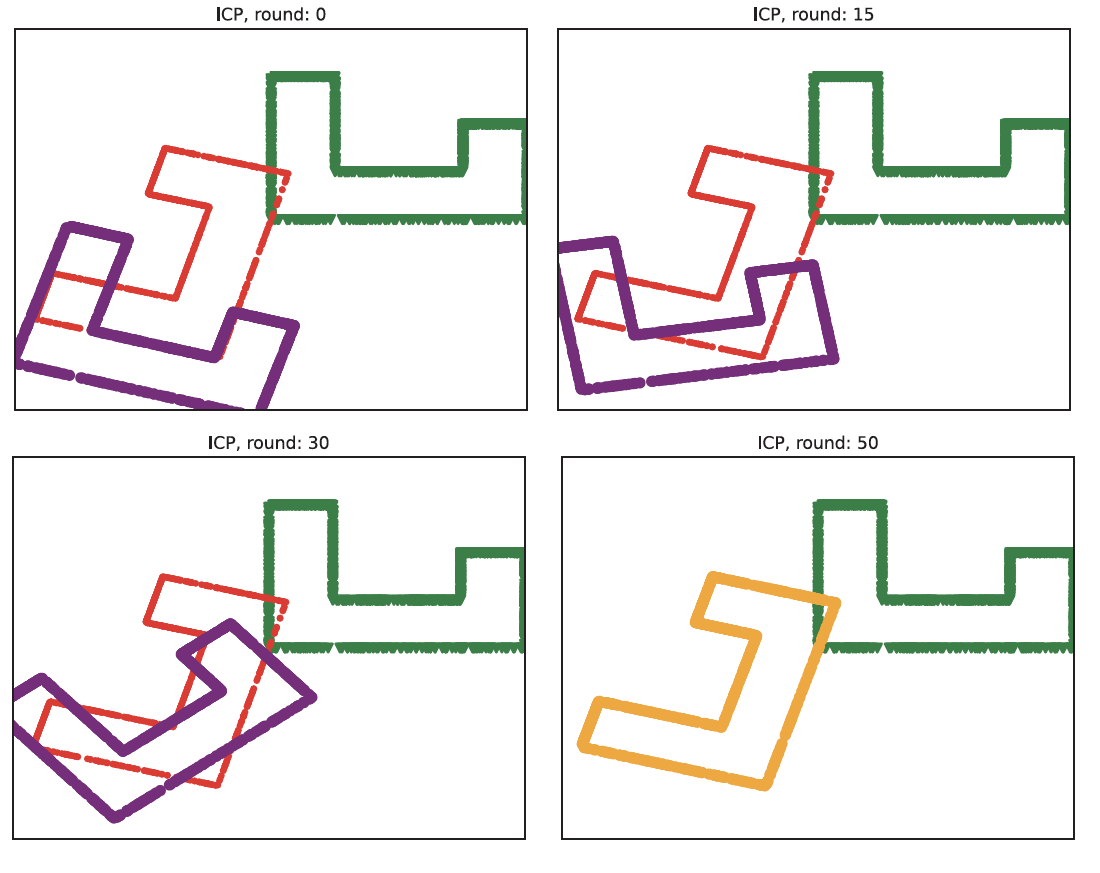 ICP, round: 0
ICP, round: 15
ICP, round: 30
ICP, round: 50